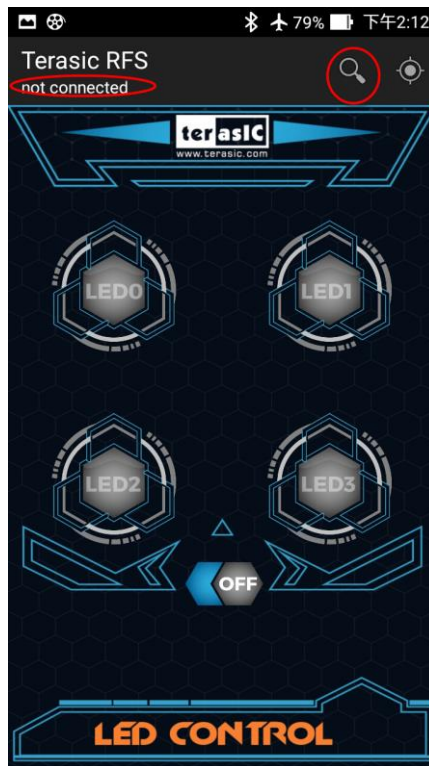 79% 下午2:12
Terasic RFS
not connected
terasIC
www.terasic.com
LED0 LED1
LED2 LED3
OFF
LED CONTROL